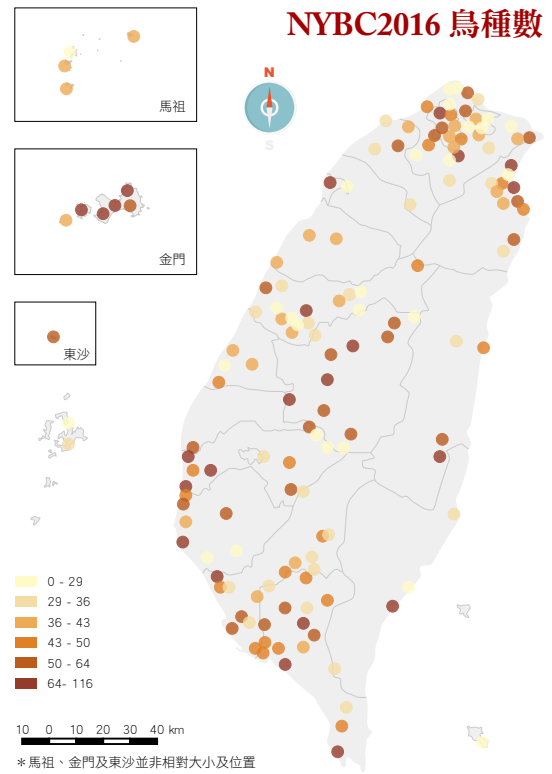 NYBC2016 鳥種數
馬祖
N
S
金門
東沙
0 - 29
29 - 36
36 - 43
43 - 50
50 - 64
64- 116
10 0 10 20 30 40 km
＊馬祖、金門及東沙並非相對大小及位置